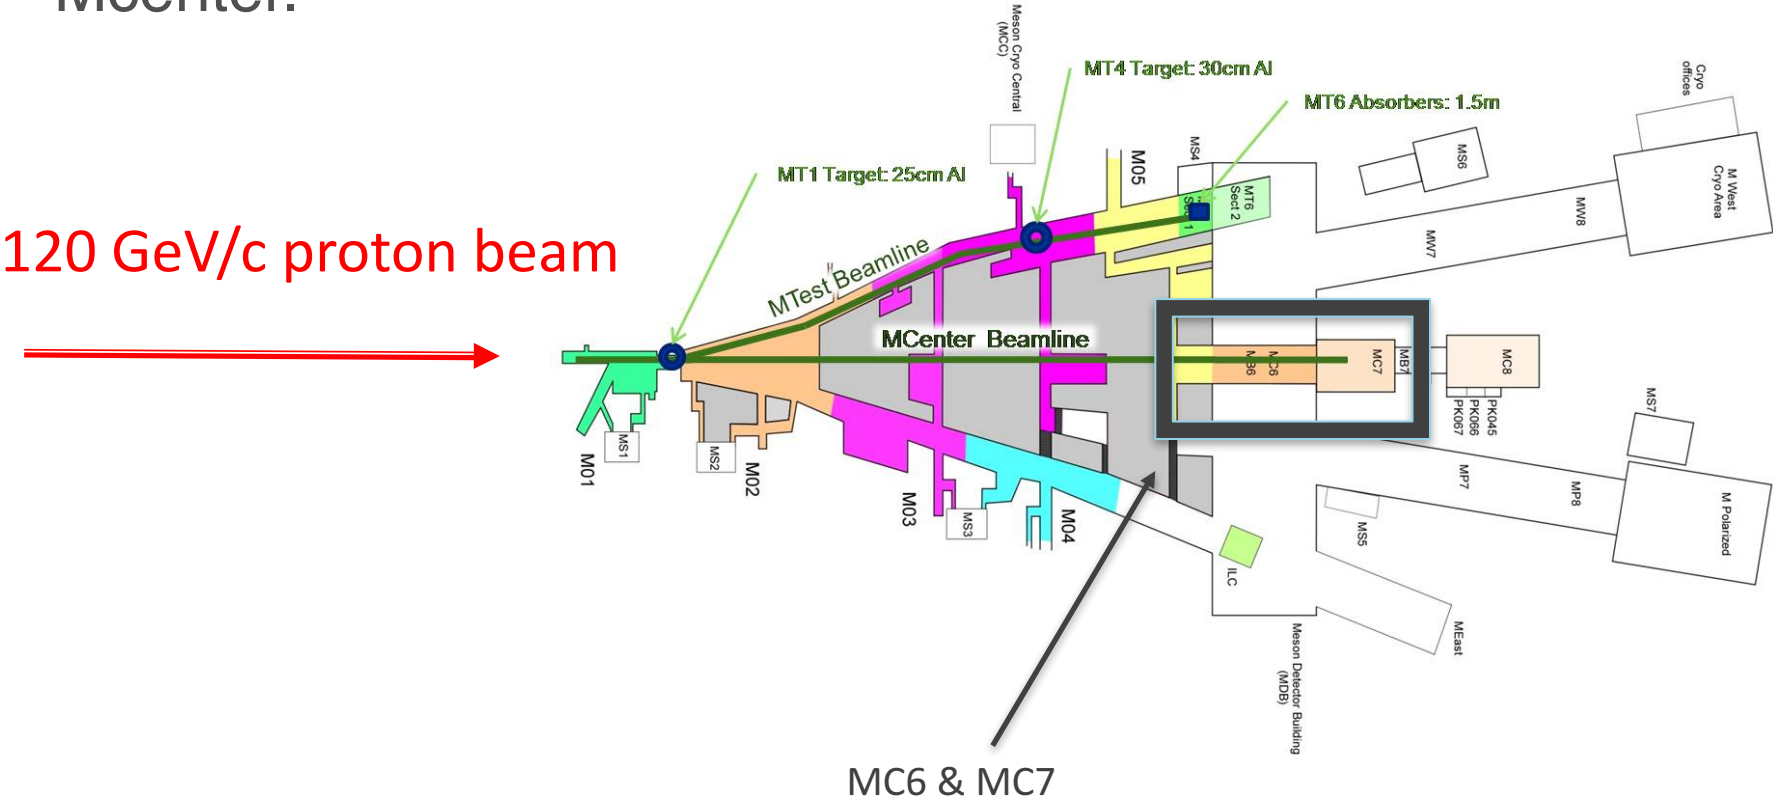 Mcenter.
Meson Cryo Central
(MCC)
MT4 Target: 30cm Al
Cryo
offices
MT6 Absorbers: 1.5m
MS4
M05
MS6
MT1 Target: 25cm Al
M West
Cryo Area
MT6
Sect 2
MW8
MW7
120 GeV/c proton beam
MTest Beamline
MCenter Beamline
MC6
MC7
MB7
MC8
PK067
PK066
PK045
MS7
MS1
MS2
M01
M02
M03
MS3
M04
MP7
MP8
M Polarized
MS5
ILC
MEast
Meson Detector Building
(MDB)
MC6 & MC7